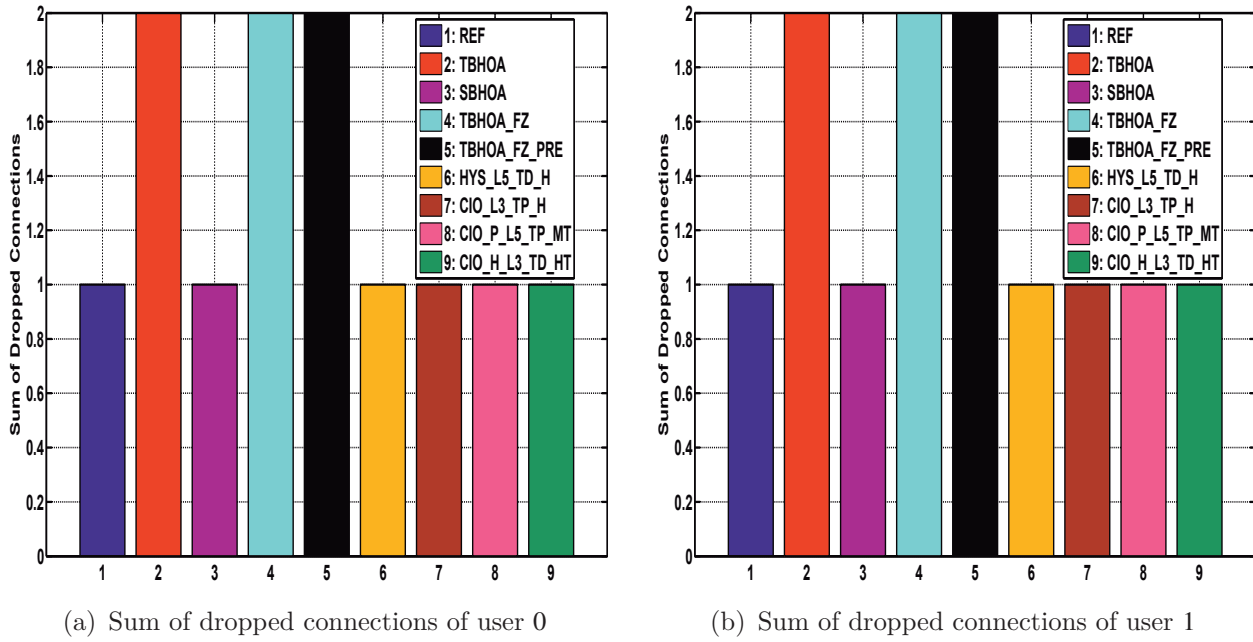 Sum of Dropped Connections
2
1.8
1.6
1.4
1.2
1
0.8
0.6
0.4
0.2
0
1: REF
2: TBHOA
3: SBHOA
4: TBHOA_FZ
5: TBHOA_FZ_PRE
6: HYS_L5_TD_H
7: CIO_L3_TP_H
8: CIO_P_L5_TP_MT
9: CIO_H_L3_TD_HT
1 2 3 4 5 6 7 8 9
(a) Sum of dropped connections of user 0
Sum of Dropped Connections
2
1.8
1.6
1.4
1.2
1
0.8
0.6
0.4
0.2
0
1: REF
2: TBHOA
3: SBHOA
4: TBHOA_FZ
5: TBHOA_FZ_PRE
6: HYS_L5_TD_H
7: CIO_L3_TP_H
8: CIO_P_L5_TP_MT
9: CIO_H_L3_TD_HT
1 2 3 4 5 6 7 8 9
(b) Sum of dropped connections of user 1